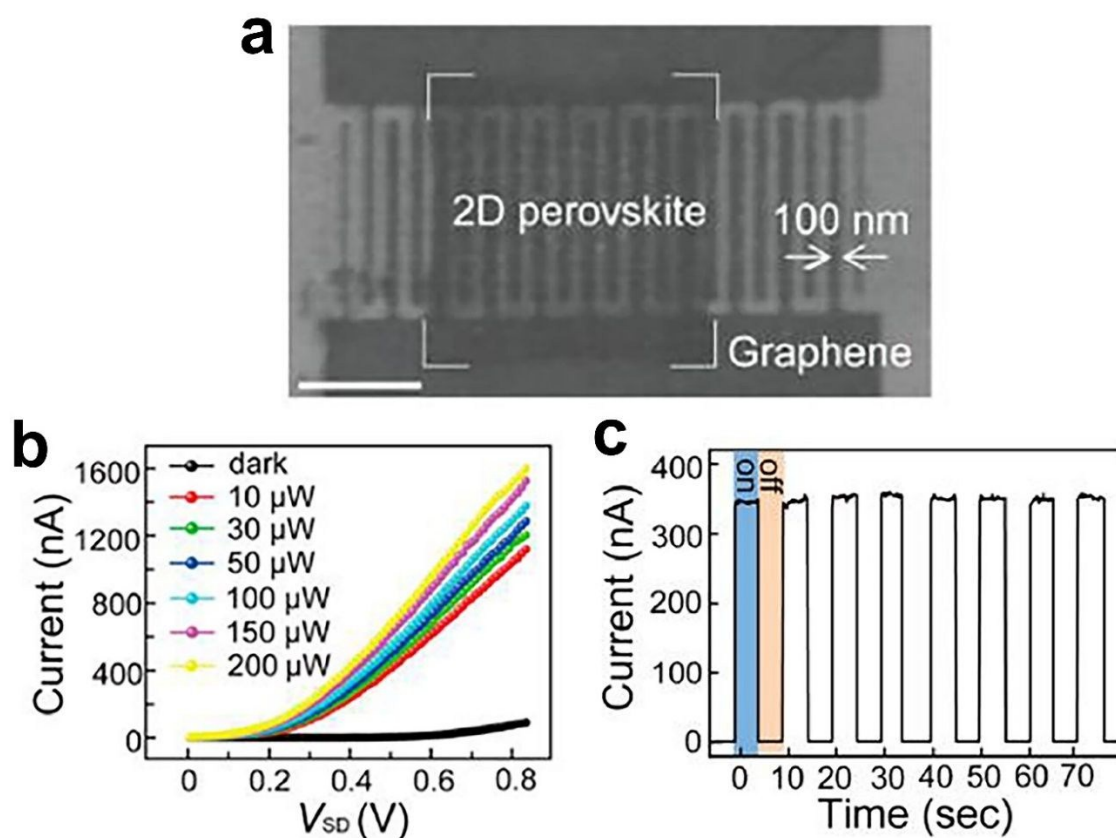 a
2D perovskite
100 nm
Graphene
b
1600
1200
800
400
0
Current (nA)
dark
10 μW
30 μW
50 μW
100 μW
150 μW
200 μW
0 0.2 0.4 0.6 0.8
VSD (V)
c
400
300
200
100
0
Current (nA)
on
off
0 10 20 30 40 50 60 70
Time (sec)